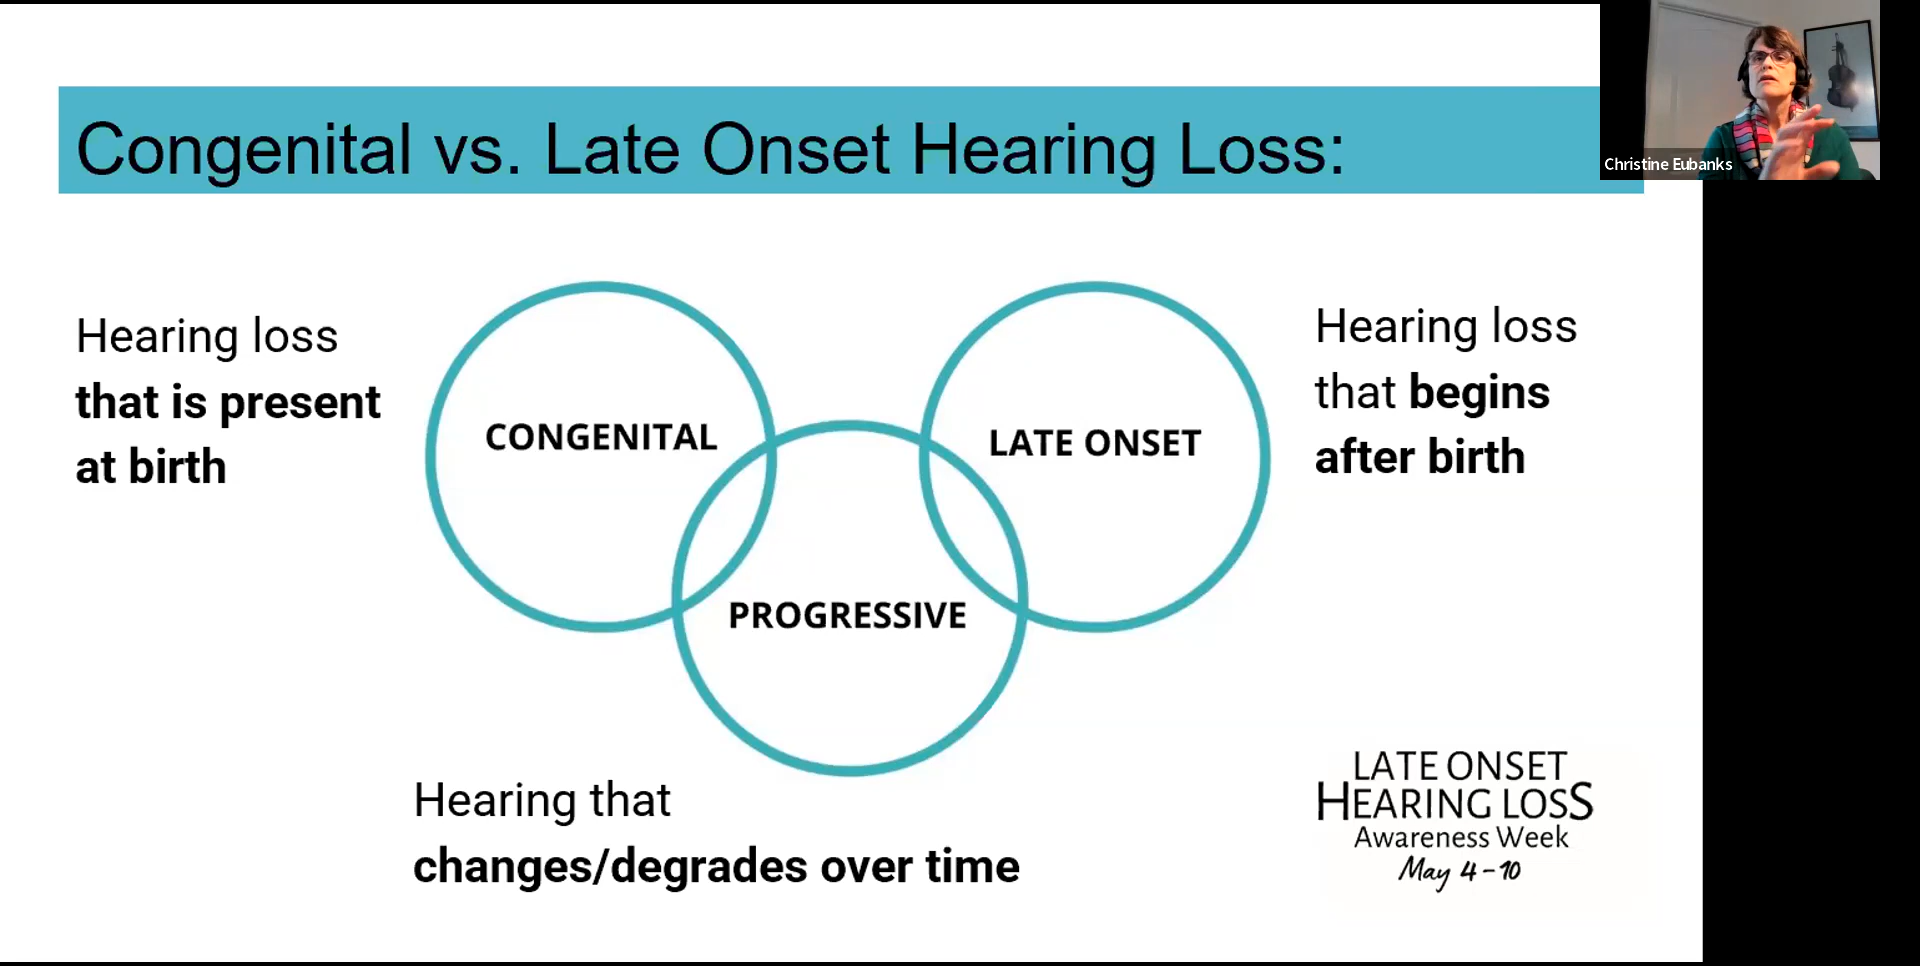 Congenital vs. Late Onset Hearing Loss:
Christine Eubanks
Hearing loss
that is present
at birth
CONGENITAL
LATE ONSET
Hearing loss
that begins
after birth
PROGRESSIVE
Hearing that
changes/degrades over time
LATE ONSET
HEARING LOSS
Awareness Week
May 4-10